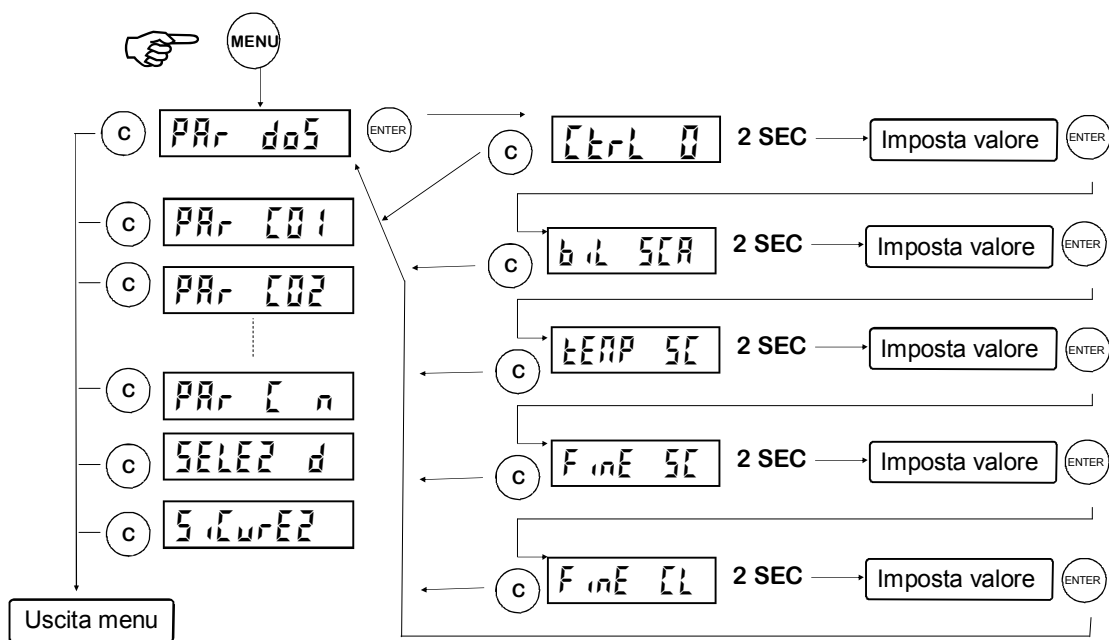 MENU
C PAr doS ENTER
C CtrL 0 2 SEC Imposta valore ENTER
C PAr C01
C biL SCA 2 SEC Imposta valore ENTER
C PAr C02
C tEMP SC 2 SEC Imposta valore ENTER
C PAr C n
C FinE SC 2 SEC Imposta valore ENTER
C SELEZ d
C SiCurEZ
C FinE CL 2 SEC Imposta valore ENTER
Uscita menu